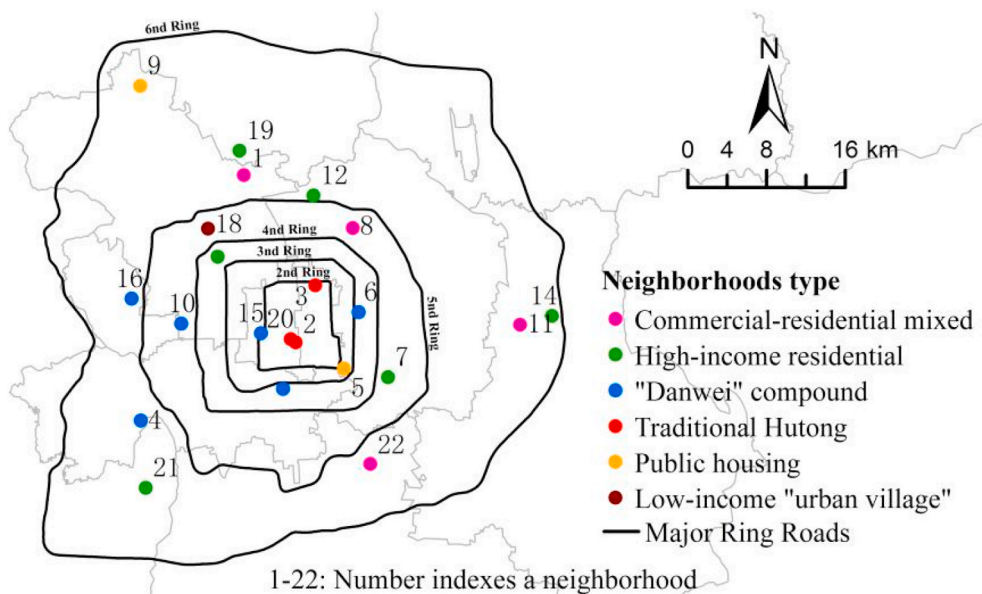 6nd Ring
9
N
19
1
0 4 8 16 km
12
18
8
4nd Ring
3nd Ring
2nd Ring
Neighborhoods type
16
3
6
5nd Ring
14
10
15
20
2
11
Commercial-residential mixed
High-income residential
7
5
"Danwei" compound
4
Traditional Hutong
22
Public housing
21
Low-income "urban village"
Major Ring Roads
1-22: Number indexes a neighborhood